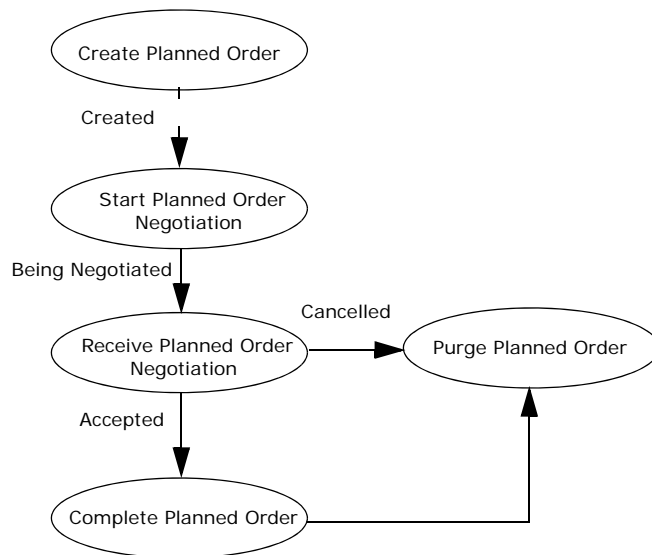 Create Planned Order
Created
Start Planned Order
Negotiation
Being Negotiated
Cancelled
Receive Planned Order
Negotiation
Purge Planned Order
Accepted
Complete Planned Order